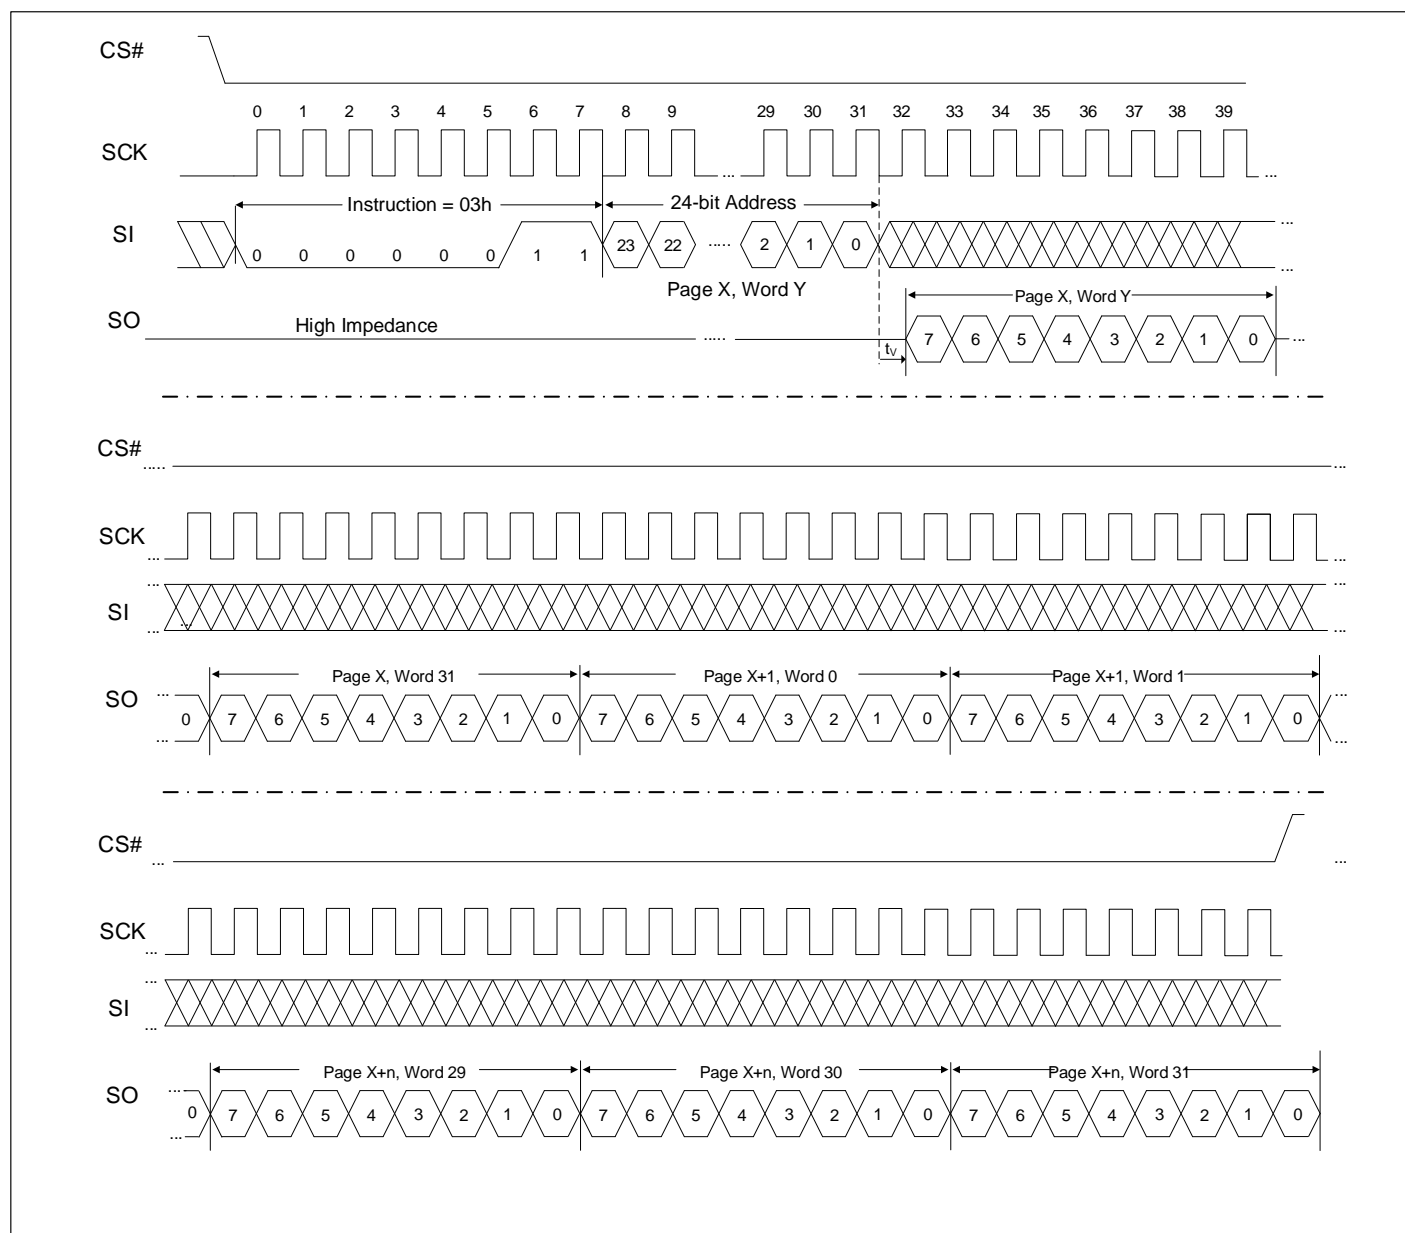 CS#
0 1 2 3 4 5 6 7 8 9 29 30 31 32 33 34 35 36 37 38 39
SCK ... ...
Instruction = 03h 24-bit Address
SI 0 0 0 0 0 0 1 1 23 22 ..... 2 1 0 ... ...
Page X, Word Y
Page X, Word Y
SO High Impedance ..... tV 7 6 5 4 3 2 1 0 ...
CS# ..... ...
SCK ... ...
SI ... ... ... ... ...
Page X, Word 31 Page X+1, Word 0 Page X+1, Word 1
SO ... ... 0 7 6 5 4 3 2 1 0 7 6 5 4 3 2 1 0 7 6 5 4 3 2 1 0 ... ...
CS# ... ...
SCK ...
SI ... ...
Page X+n, Word 29 Page X+n, Word 30 Page X+n, Word 31
SO .... ... 0 7 6 5 4 3 2 1 0 7 6 5 4 3 2 1 0 7 6 5 4 3 2 1 0